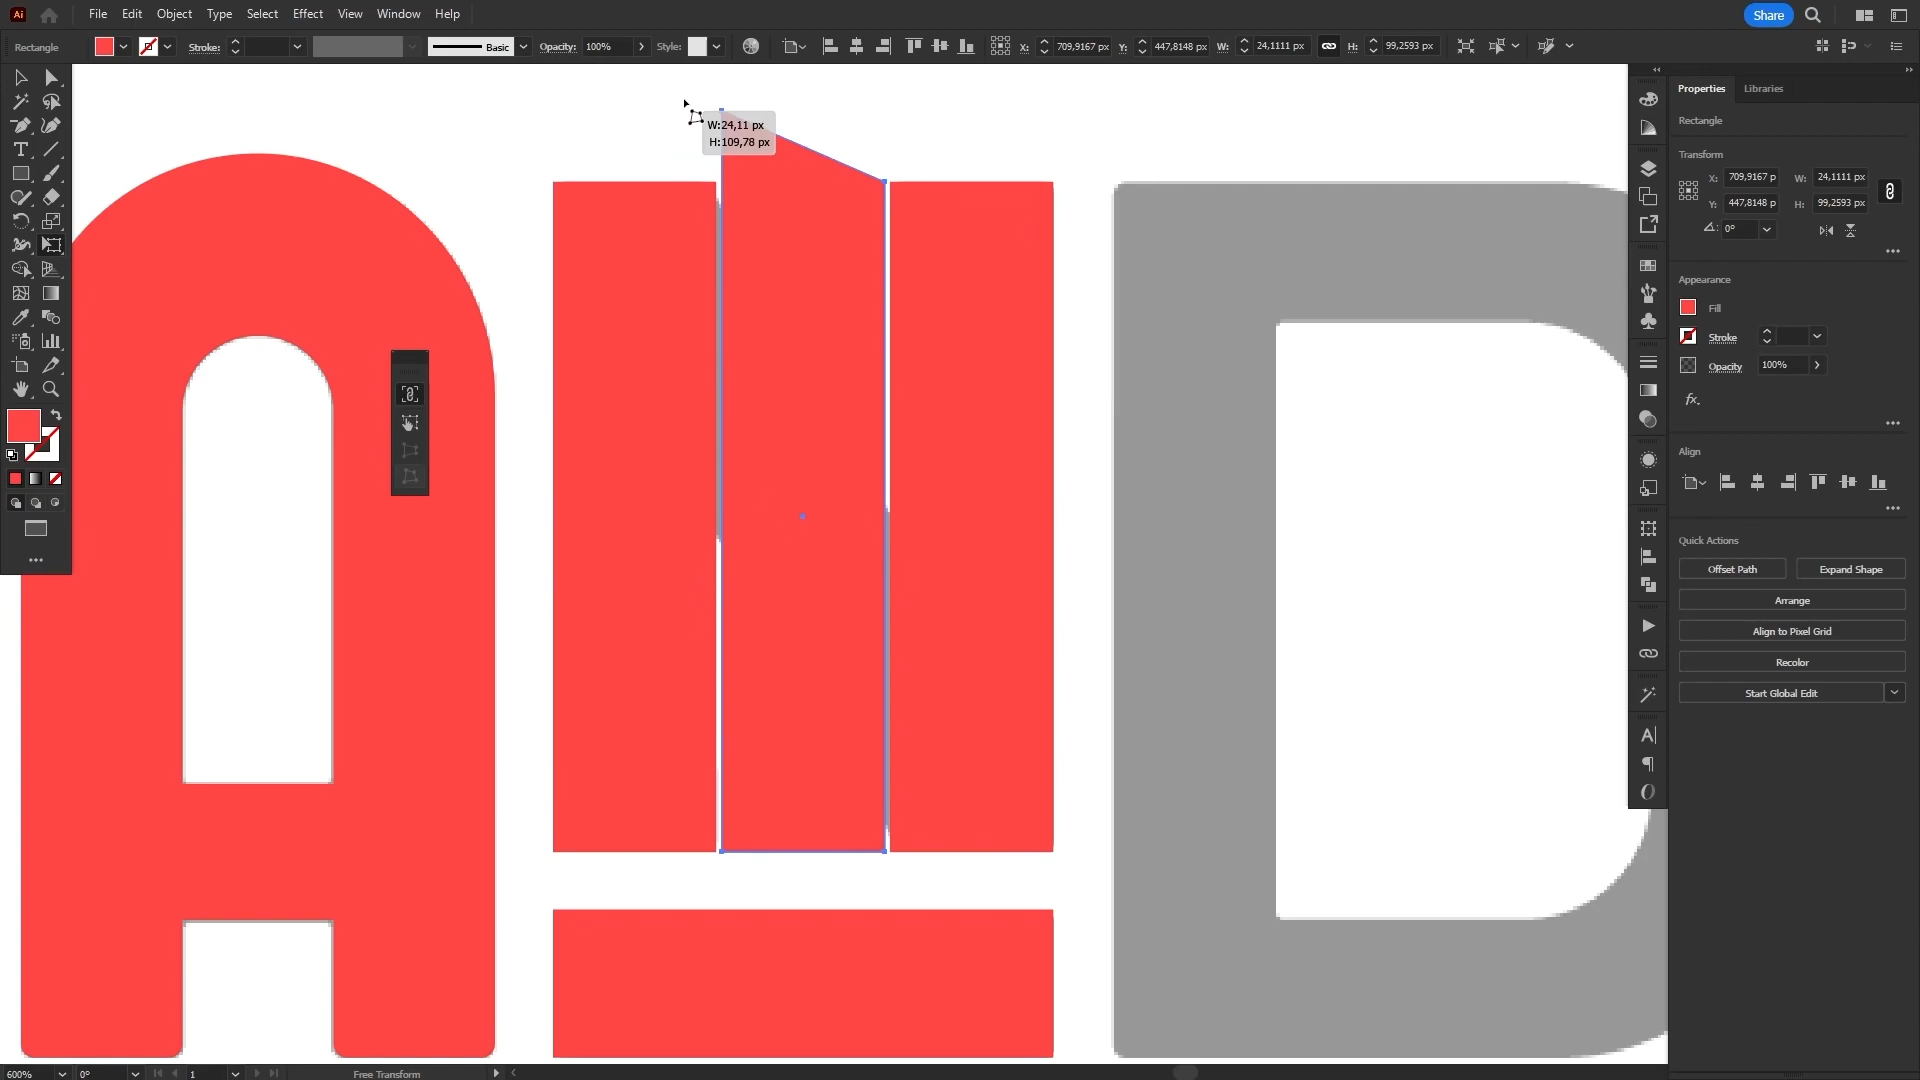 Ai File Edit Object Type Select Effect View Window Help Share
Rectangle Stroke: Basic Opacity: 100% Style: X: 709,9167 px Y: 447,8148 px W: 24,1111 px H: 99,2593 px
Properties Libraries
Rectangle
W:24,11 px
H:109,78 px
Transform
X: 709,9167 p W: 24,1111 px
Y: 447,8148 p H: 99,2593 px
0°
Appearance
Fill
Stroke
Opacity 100%
fx.
Align
Quick Actions
Offset Path Expand Shape
Arrange
Align to Pixel Grid
Recolor
Start Global Edit
600% 0° 1 Free Transform